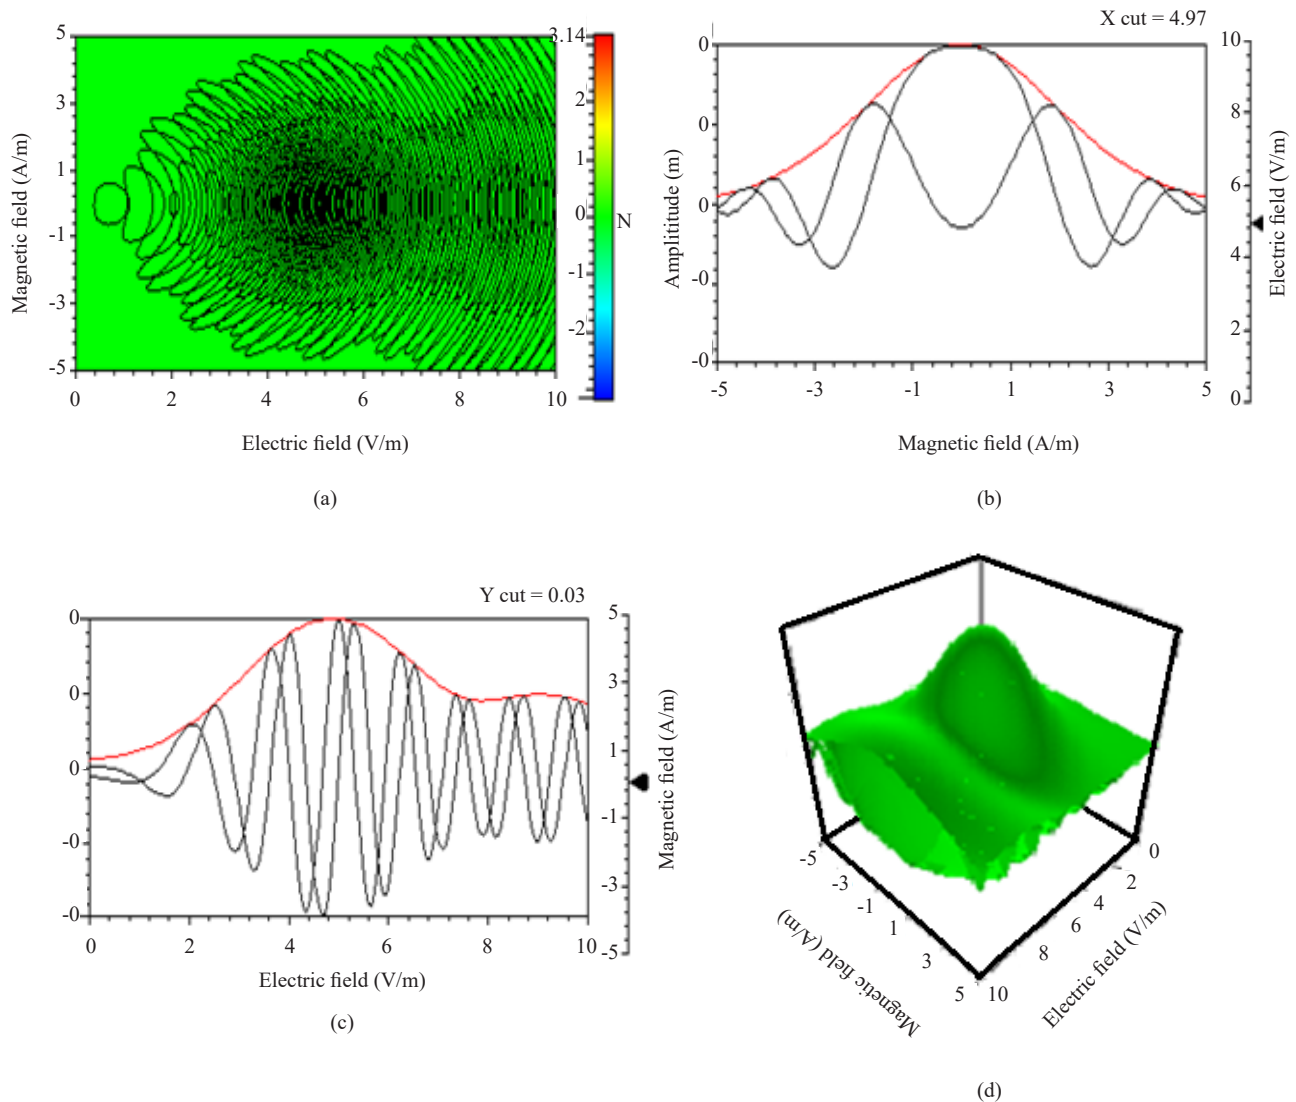 5
3
1
-1
-3
-5
Magnetic field (A/m)
0 2 4 6 8 10
Electric field (V/m)
3.14
2
1
0
-1
-2
N
(a)
X cut = 4.97
0
0
0
-0
-0
Amplititude (m)
-5 -3 -1 1 3 5
Magnetic field (A/m)
10
8
6
4
2
0
Electric field (V/m)
(b)
Y cut = 0.03
0
0
0
-0
-0
0 2 4 6 8 10
Electric field (V/m)
5
3
1
-1
-3
-5
Magnetic field (A/m)
(c)
-5
-3
-1
1
3
5
Magnetic field (A/m)
0
2
4
6
8
10
Electric field (V/m)
(d)